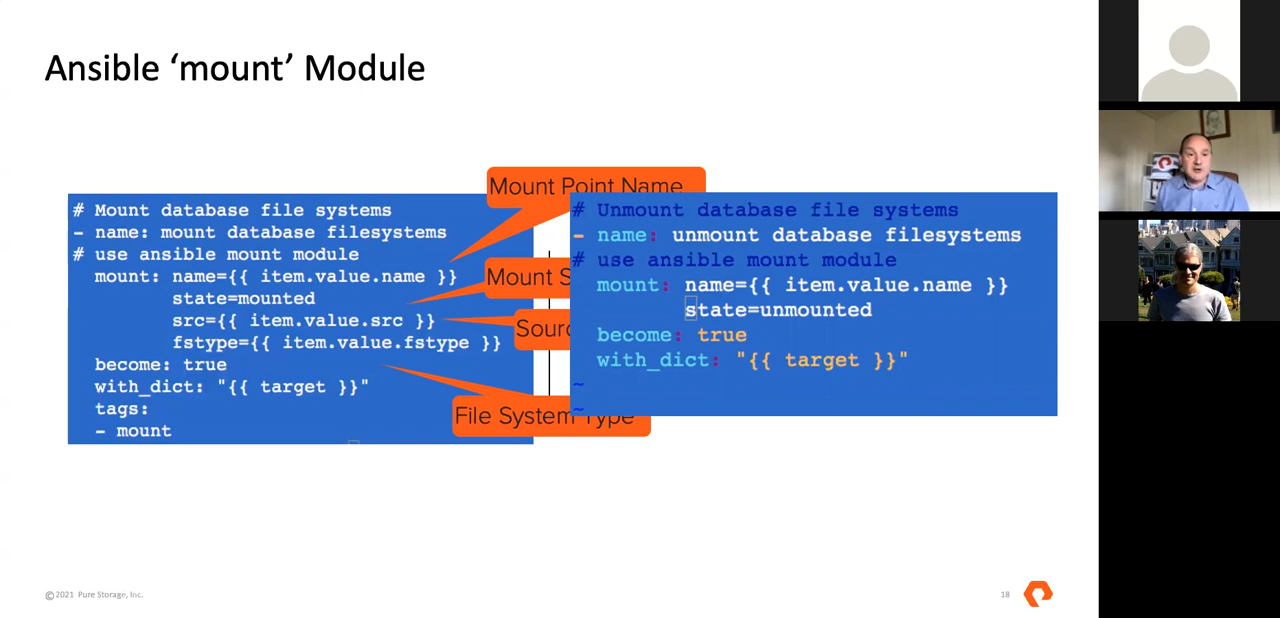 Ansible ‘mount’ Module
Mount Point Name
# Mount database file systems
- name: mount database filesystems
# use ansible mount module
mount: name={{ item.value.name }}
state=mounted
src={{ item.value.src }}
fstype={{ item.value.fstype }}
become: true
with_dict: "{{ target }}"
tags:
- mount
Mount
File System Type
# Unmount database file systems
- name: unmount database filesystems
# use ansible mount module
mount: name={{ item.value.name }}
state=unmounted
become: true
with_dict: "{{ target }}"
~
~
©2021 Pure Storage, Inc.
18